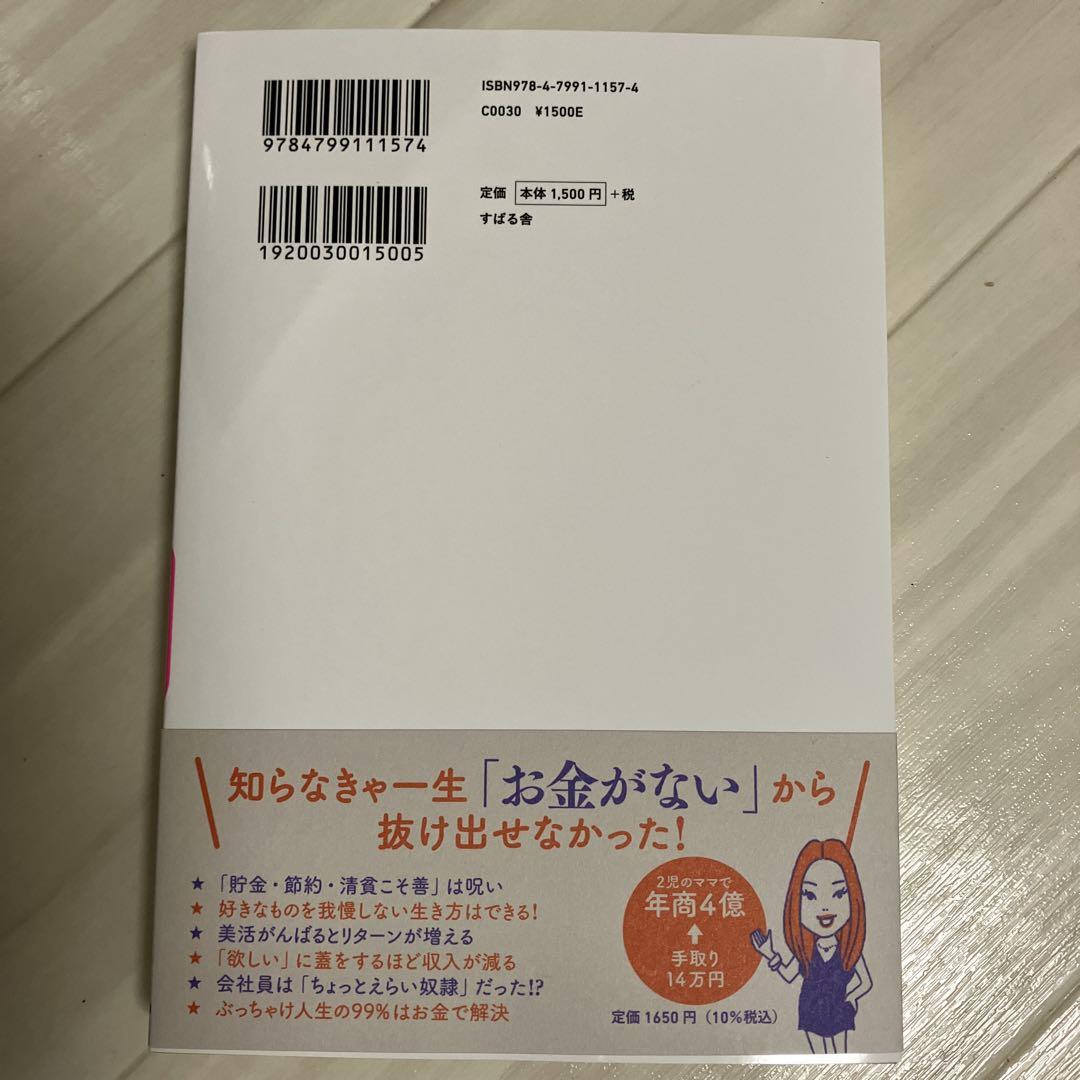 ISBN978-4-7991-1157-4
C0030 ¥1500E
9784799111574
定価 本体1,500円+税
すばる舎
1920030015005
知らなきゃ一生「お金がない」から
抜け出せなかった!
★ 「貯金・節約・清貧こそ善」は呪い
★ 好きなものを我慢しない生き方はできる!
★ 美活がんばるとリターンが増える
★ 「欲しい」に蓋をするほど収入が減る
★ 会社員は「ちょっとえらい奴隷」だった!?
★ ぶっちゃけ人生の99%はお金で解決
2児のママで
年商4億
↑
手取り
14万円
定価1650円(10%税込)